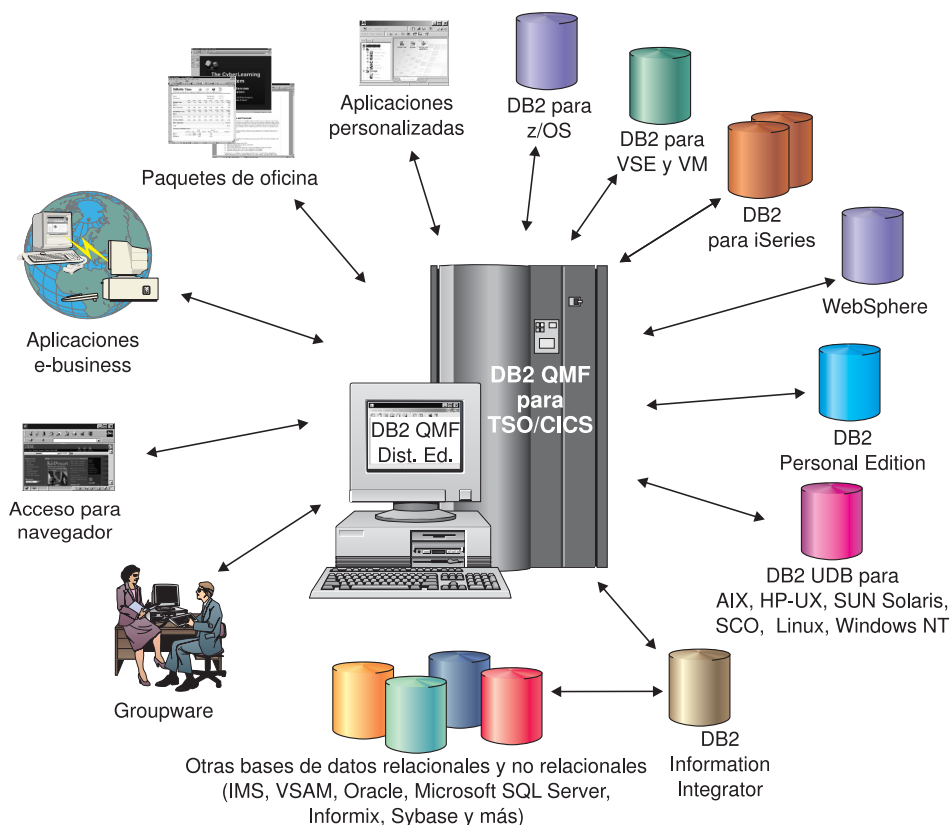 Aplicaciones
personalizadas
DB2 para
z/OS
DB2 para
VSE y VM
Paquetes de oficina
The CyberLearning
DB2
para iSeries
WebSphere
Aplicaciones
e-business
DB2 QMF
para
TSO/CICS
DB2 QMF
Dist. Ed.
DB2
Personal Edition
Acceso para
navegador
DB2 UDB para
AIX, HP-UX, SUN Solaris,
SCO, Linux, Windows NT
Groupware
DB2
Information
Integrator
Otras bases de datos relacionales y no relacionales
(IMS, VSAM, Oracle, Microsoft SQL Server,
Informix, Sybase y más)